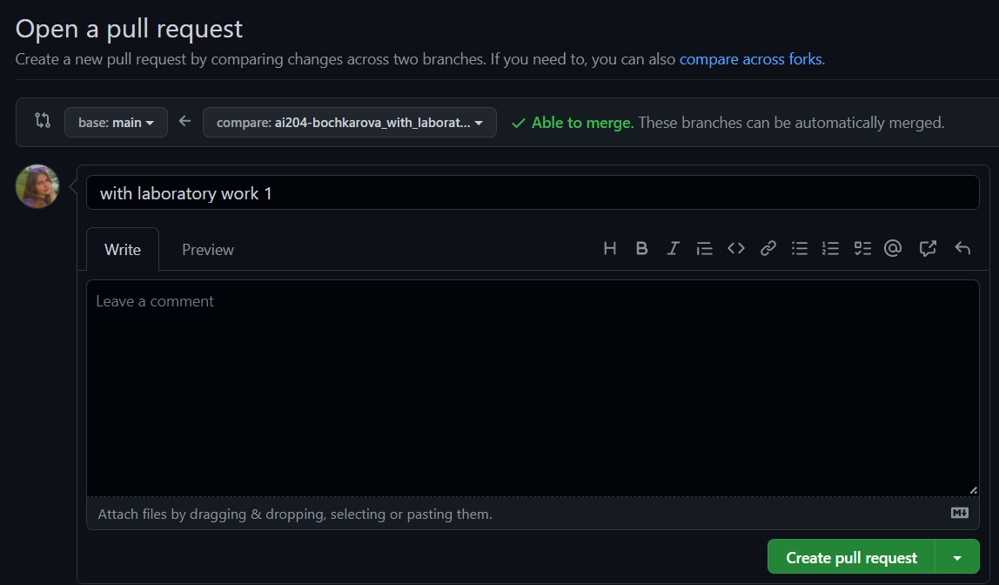 Open a pull request
Create a new pull request by comparing changes across two branches. If you need to, you can also compare across forks.
base: main compare: ai204-bochkarova_with_laborat... Able to merge. These branches can be automatically merged.
with laboratory work 1
Write Preview
Leave a comment
Attach files by dragging & dropping, selecting or pasting them.
Create pull request